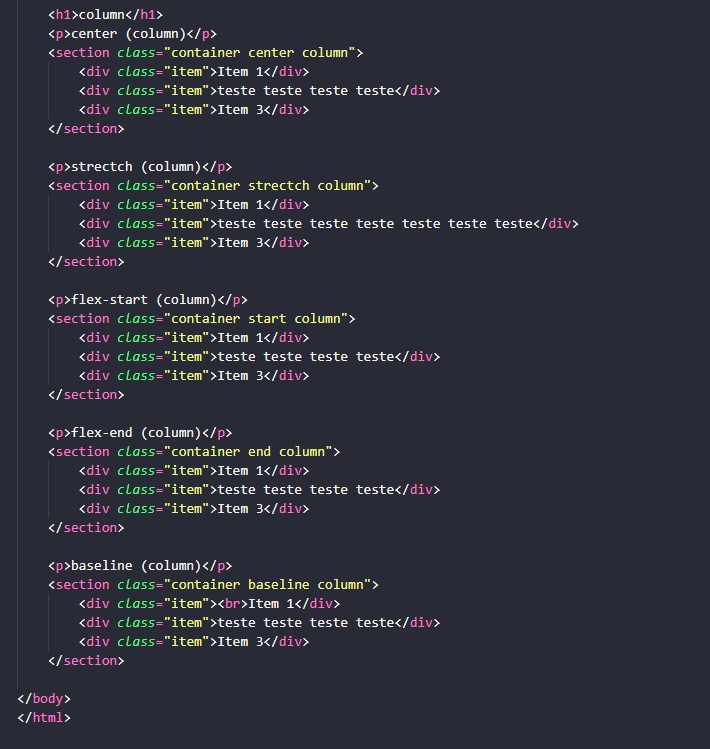 <h1>column</h1>
<p>center (column)</p>
<section class="container center column">
<div class="item">Item 1</div>
<div class="item">teste teste teste teste</div>
<div class="item">Item 3</div>
</section>
<p>strectch (column)</p>
<section class="container strectch column">
<div class="item">Item 1</div>
<div class="item">teste teste teste teste teste teste teste</div>
<div class="item">Item 3</div>
</section>
<p>flex-start (column)</p>
<section class="container start column">
<div class="item">Item 1</div>
<div class="item">teste teste teste teste</div>
<div class="item">Item 3</div>
</section>
<p>flex-end (column)</p>
<section class="container end column">
<div class="item">Item 1</div>
<div class="item">teste teste teste teste</div>
<div class="item">Item 3</div>
</section>
<p>baseline (column)</p>
<section class="container baseline column">
<div class="item"><br>Item 1</div>
<div class="item">teste teste teste teste</div>
<div class="item">Item 3</div>
</section>
</body>
</html>